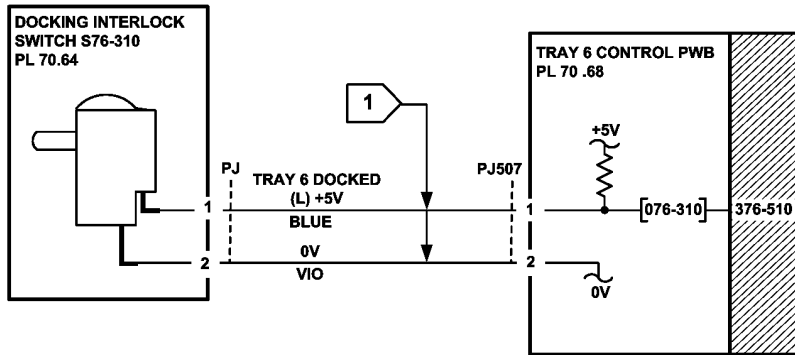 DOCKING INTERLOCK
SWITCH S76-310
PL 70.64
TRAY 6 CONTROL PWB
PL 70 .68
1
+5V
PJ
TRAY 6 DOCKED
PJ507
(L) +5V
1
1
[076-310]
376-510
BLUE
0V
2
2
VIO
0V